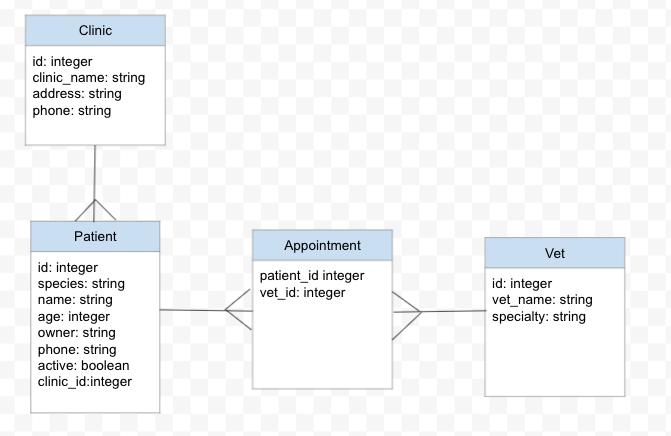 Clinic
id: integer
clinic_name: string
address: string
phone: string
Patient
id: integer
species: string
name: string
age: integer
owner: string
phone: string
active: boolean
clinic_id:integer
Appointment
patient_id integer
vet_id: integer
Vet
id: integer
vet_name: string
specialty: string